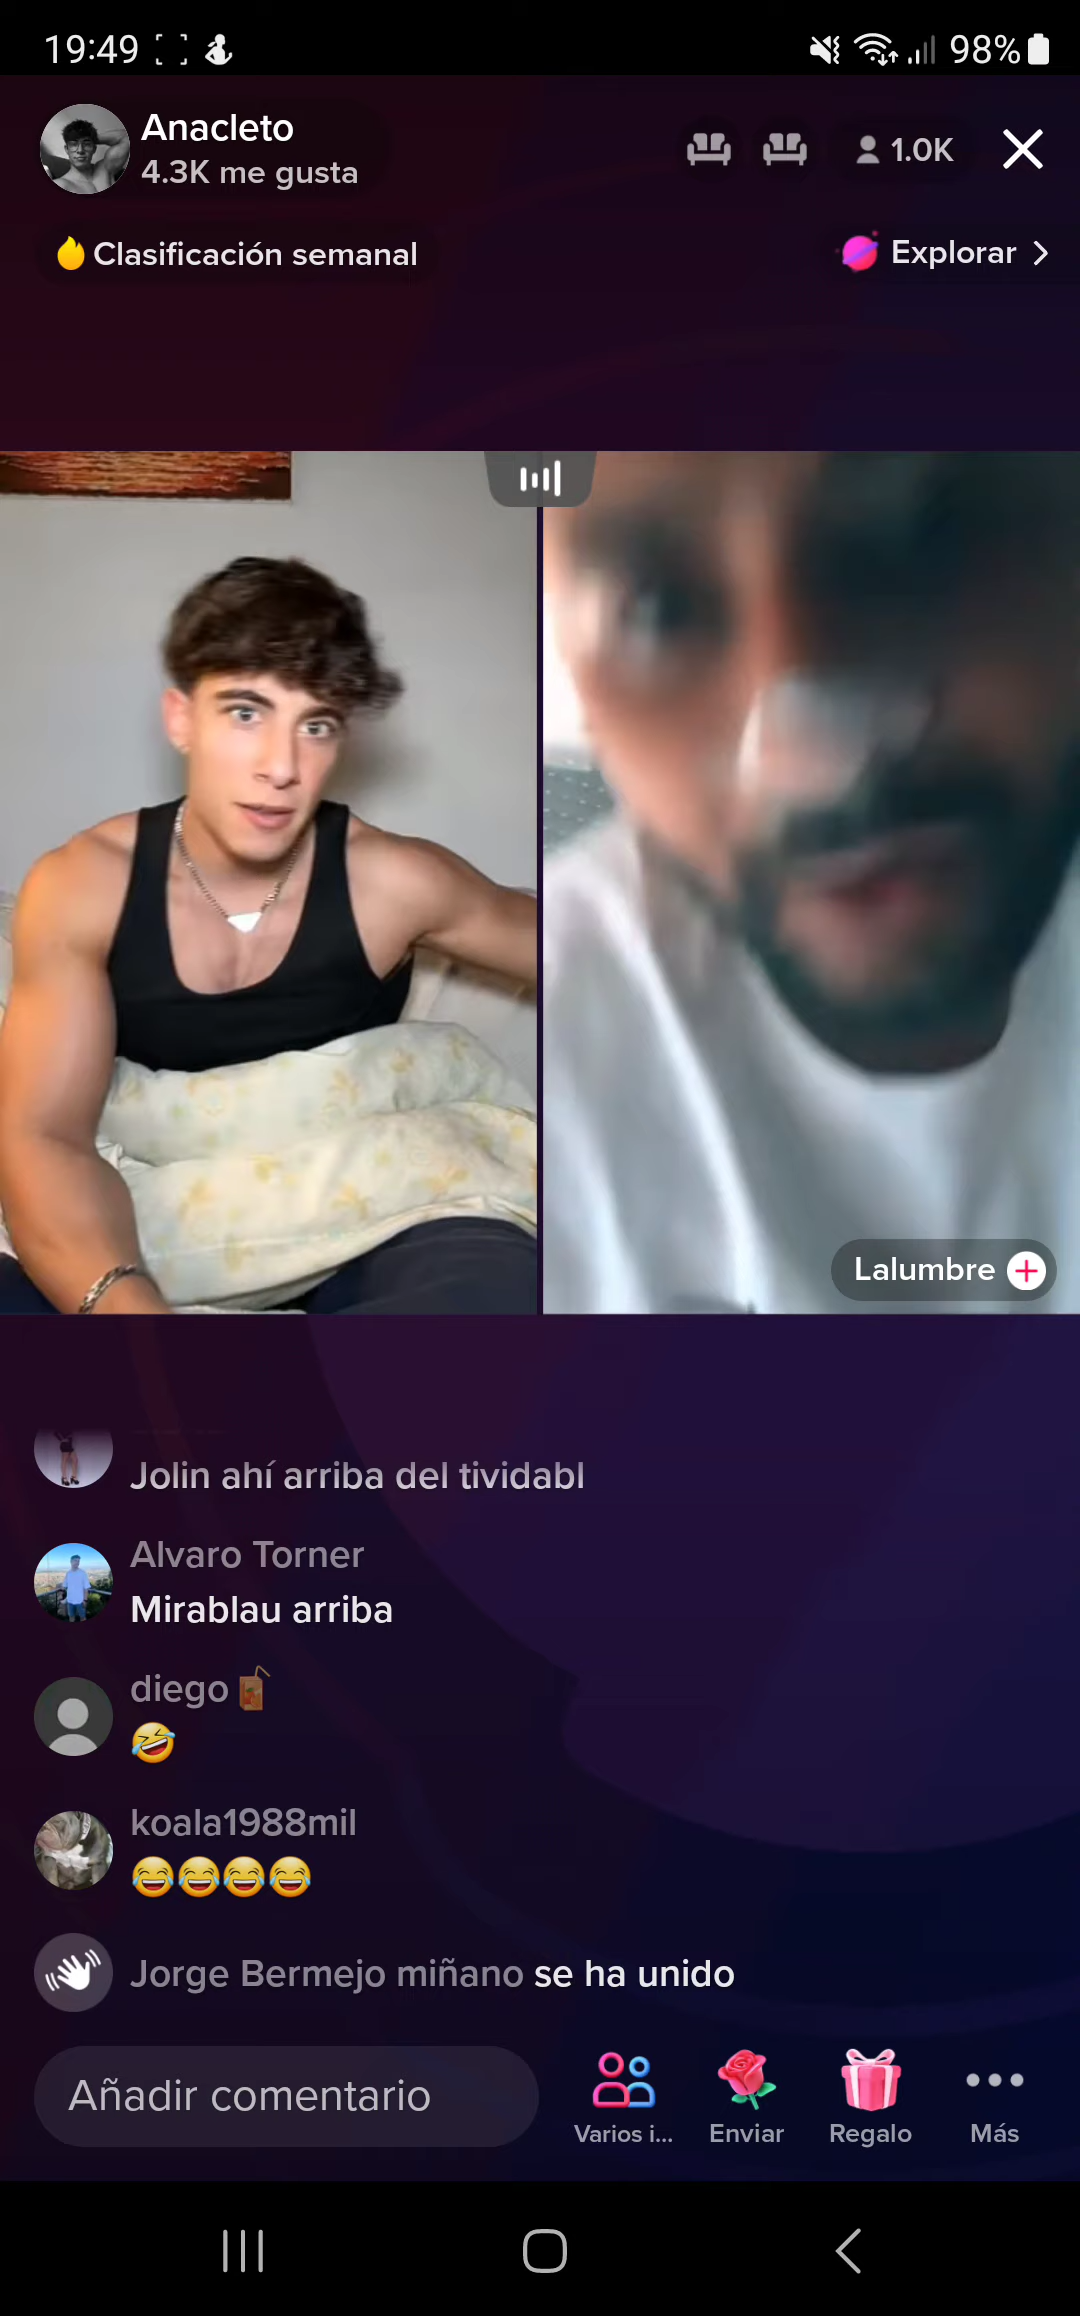 19:49
98%
Anacleto
4.3K me gusta
1.0K
Clasificación semanal
Explorar
Lalumbre
Jolin ahí arriba del tividabl
Alvaro Torner
Mirablau arriba
diego
koala1988mil
Jorge Bermejo miñano se ha unido
Añadir comentario
Varios i...
Enviar
Regalo
Más